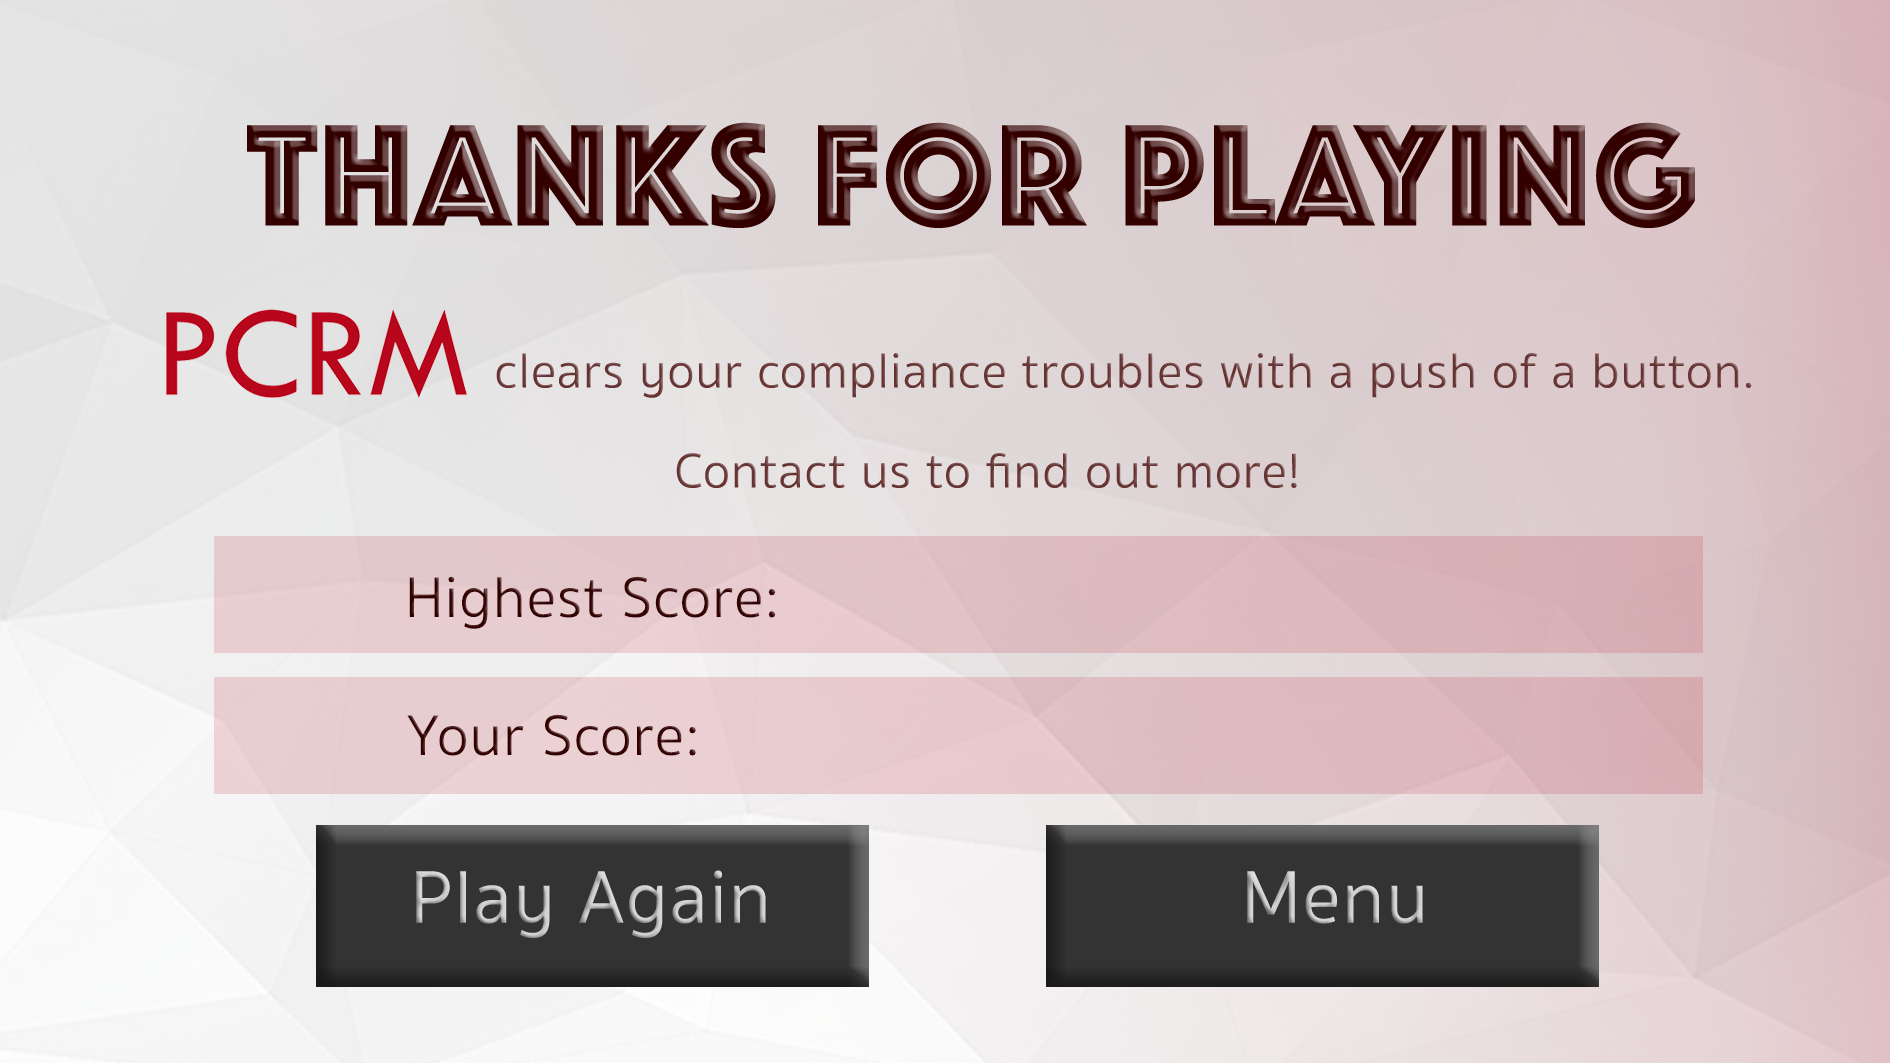 THANKS FOR PLAYING
PCRM clears your compliance troubles with a push of a button.
Contact us to find out more!
Highest Score:
Your Score:
Play Again Menu